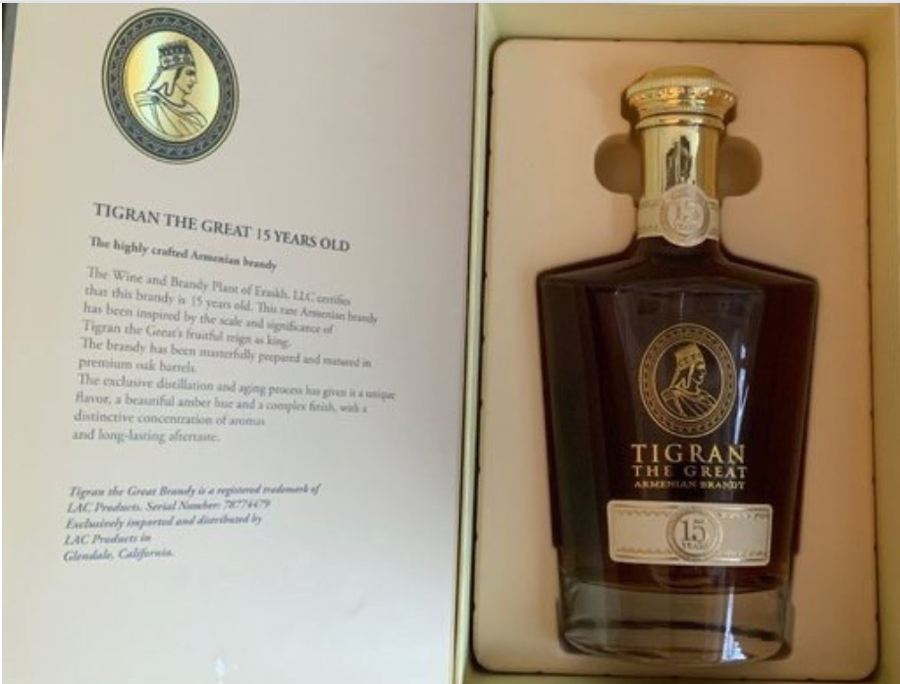 TIGRAN THE GREAT 15 YEARS OLD
The highly crafted Armenian brandy
The Wine and Brandy Plant of Eraskh, LLC certifies
that this brandy is 15 years old. This rare Armenian brandy
has been inspired by the scale and significance of
Tigran the Great's fruitful reign as king.
The brandy has been masterfully prepared and matured in
premium oak barrels.
The exclusive distillation and aging process has given it a unique
flavor, a beautiful amber hue and a complex finish, with a
distinctive concentration of aromas
and long-lasting aftertaste.
Tigran the Great Brandy is a registered trademark of
LAC Products. Serial Number: 78774479
Exclusively imported and distributed by
LAC Products in
Glendale, California.
15
YEARS
TIGRAN
THE GREAT
ARMENIAN BRANDY
15
YEARS